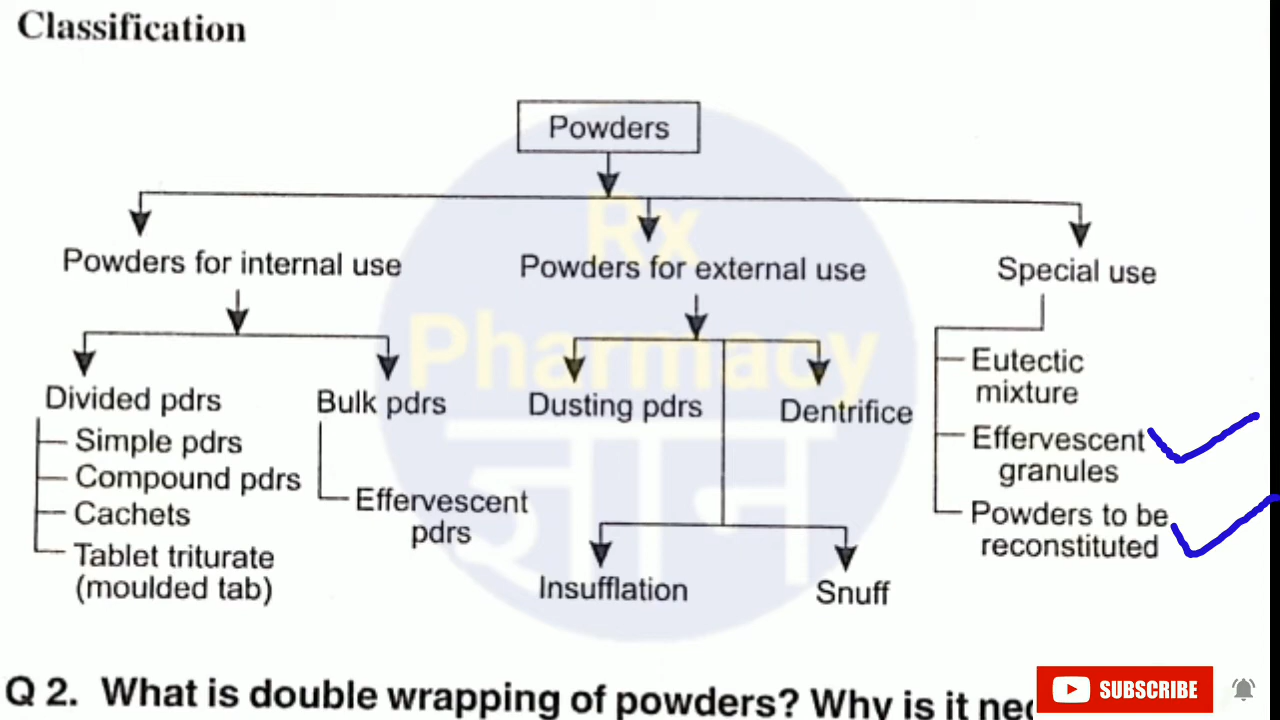 Classification
Powders
Powders for internal use
Powders for external use
Special use
Divided pdrs
Simple pdrs
Compound pdrs
Cachets
Tablet triturate
(moulded tab)
Bulk pdrs
Effervescent
pdrs
Dusting pdrs
Dentrifice
Insufflation
Snuff
Eutectic
mixture
Effervescent
granules
Powders to be
reconstituted
Rx
Pharmacy
ज्ञान
Q 2. What is double wrapping of powders? Why is it
SUBSCRIBE